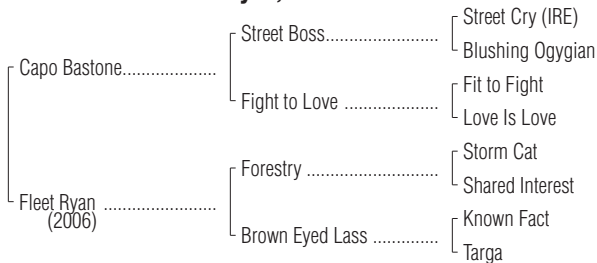 Capo Bastone....................
Fleet Ryan ........................
(2006)
Street Boss........................
Fight to Love ....................
Forestry ............................
Brown Eyed Lass ..............
Street Cry (IRE)
Blushing Ogygian
Fit to Fight
Love Is Love
Storm Cat
Shared Interest
Known Fact
Targa